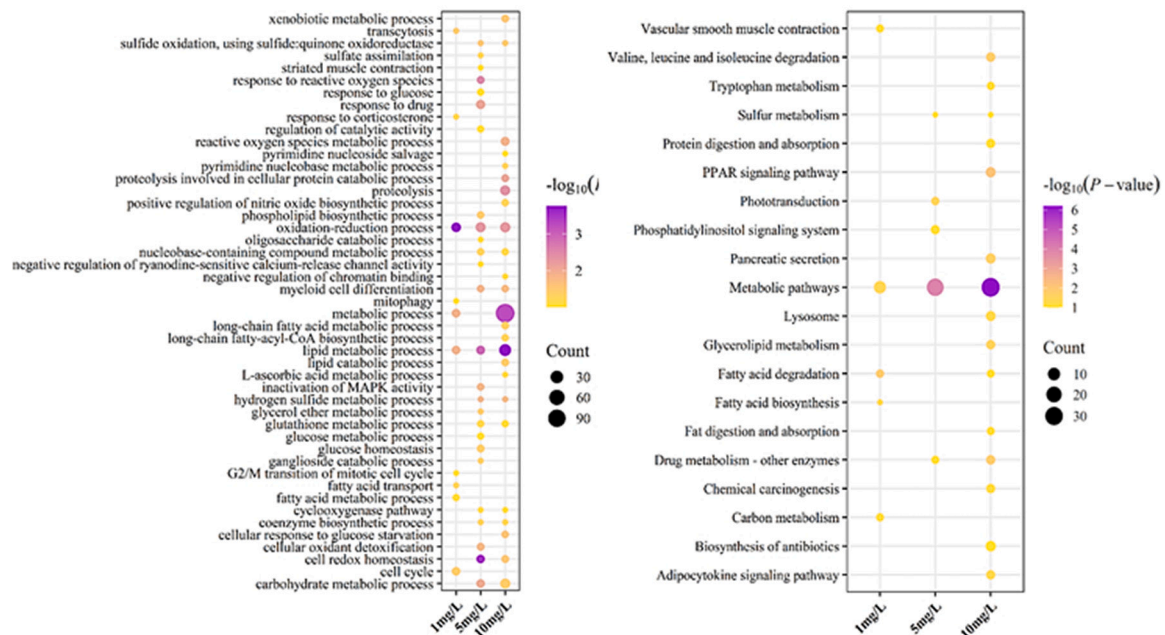 xenobiotic metabolic process
transcytosis
sulfide oxidation, using sulfide:quinone oxidoreductase
sulfate assimilation
striated muscle contraction
response to reactive oxygen species
response to glucose
response to drug
response to corticosterone
regulation of catalytic activity
reactive oxygen species metabolic process
pyrimidine nucleoside salvage
pyrimidine nucleobase metabolic process
proteolysis involved in cellular protein catabolic process
proteolysis
positive regulation of nitric oxide biosynthetic process
phospholipid biosynthetic process
oxidation-reduction process
oligosaccharide catabolic process
nucleobase-containing compound metabolic process
negative regulation of ryanodine-sensitive calcium-release channel activity
negative regulation of chromatin binding
myeloid cell differentiation
mitophagy
metabolic process
long-chain fatty acid metabolic process
long-chain fatty-acyl-CoA biosynthetic process
lipid metabolic process
lipid catabolic process
L-ascorbic acid metabolic process
inactivation of MAPK activity
hydrogen sulfide metabolic process
glycerol ether metabolic process
glutathione metabolic process
glucose metabolic process
glucose homeostasis
ganglioside catabolic process
G2/M transition of mitotic cell cycle
fatty acid transport
fatty acid metabolic process
cyclooxygenase pathway
coenzyme biosynthetic process
cellular response to glucose starvation
cellular oxidant detoxification
cell redox homeostasis
cell cycle
carbohydrate metabolic process
1mg/L
5mg/L
10mg/L
-log10(
3
2
Count
30
60
90
Vascular smooth muscle contraction
Valine, leucine and isoleucine degradation
Tryptophan metabolism
Sulfur metabolism
Protein digestion and absorption
PPAR signaling pathway
Phototransduction
Phosphatidylinositol signaling system
Pancreatic secretion
Metabolic pathways
Lysosome
Glycerolipid metabolism
Fatty acid degradation
Fatty acid biosynthesis
Fat digestion and absorption
Drug metabolism - other enzymes
Chemical carcinogenesis
Carbon metabolism
Biosynthesis of antibiotics
Adipocytokine signaling pathway
1mg/L
5mg/L
10mg/L
-log10(P – value)
6
5
4
3
2
1
Count
10
20
30